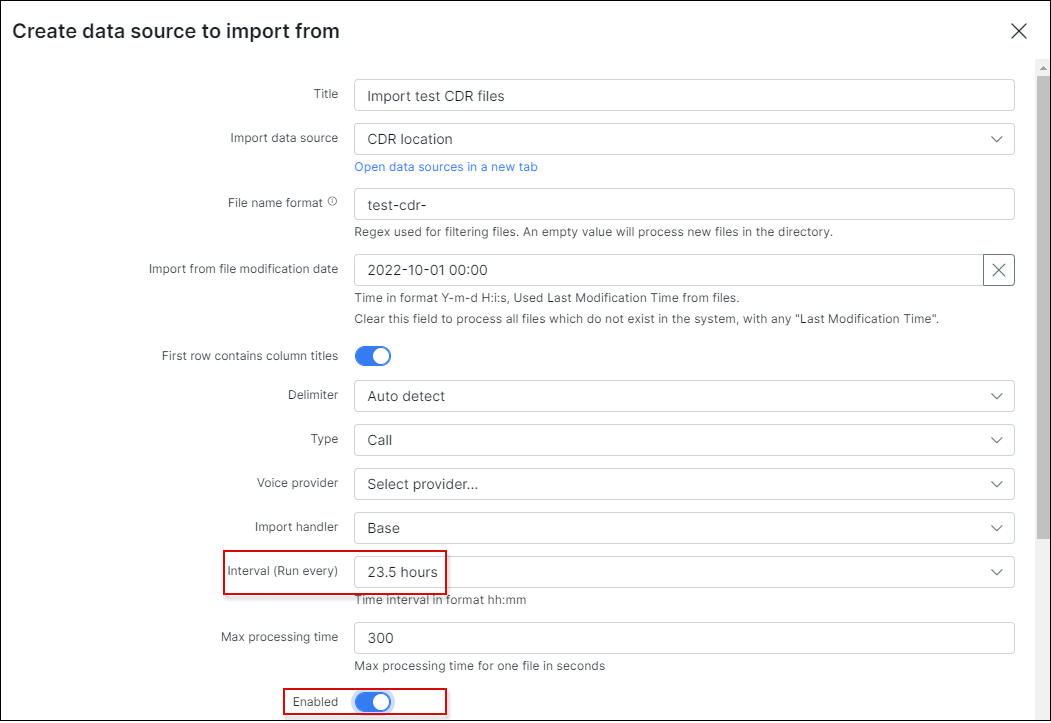 Create data source to import from
Title
Import test CDR files
Import data source
CDR location
Open data sources in a new tab
File name format
test-cdr-
Regex used for filtering files. An empty value will process new files in the directory.
Import from file modification date
2022-10-01 00:00
Time in format Y-m-d H:i:s, Used Last Modification Time from files.
Clear this field to process all files which do not exist in the system, with any "Last Modification Time".
First row contains column titles
Delimiter
Auto detect
Type
Call
Voice provider
Select provider...
Import handler
Base
Interval (Run every)
23.5 hours
Time interval in format hh:mm
Max processing time
300
Max processing time for one file in seconds
Enabled